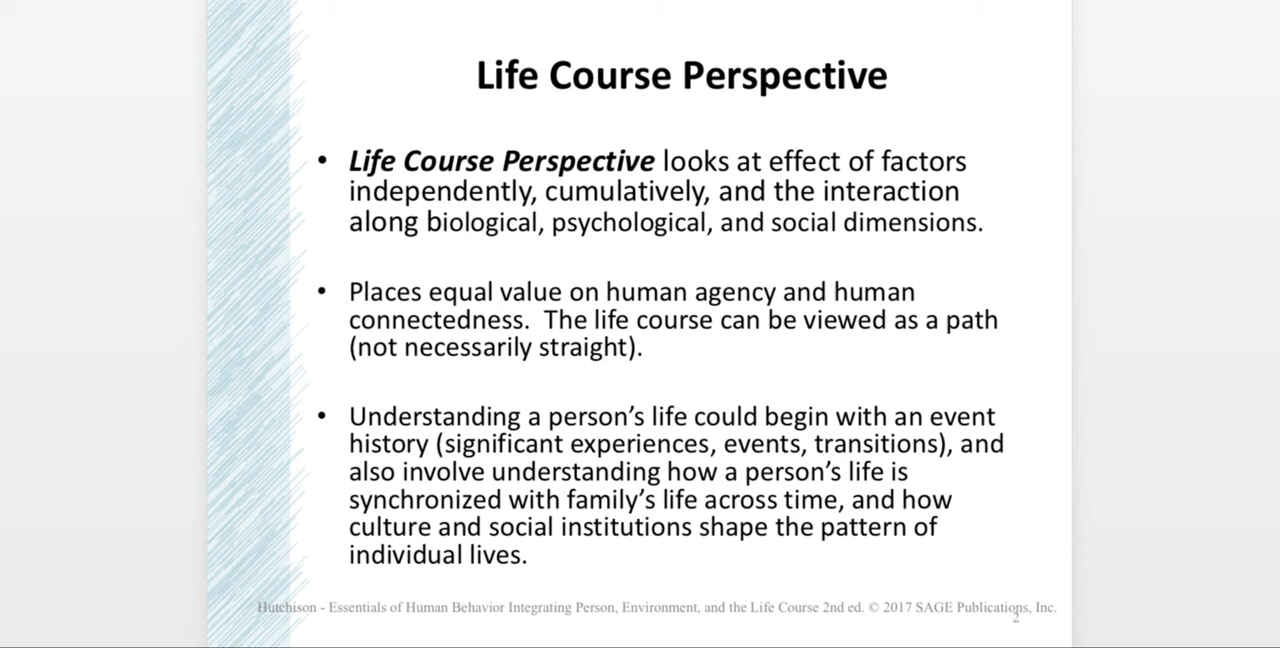 Life Course Perspective
• Life Course Perspective looks at effect of factors
independently, cumulatively, and the interaction
along biological, psychological, and social dimensions.
• Places equal value on human agency and human
connectedness.  The life course can be viewed as a path
(not necessarily straight).
• Understanding a person’s life could begin with an event
history (significant experiences, events, transitions), and
also involve understanding how a person’s life is
synchronized with family’s life across time, and how
culture and social institutions shape the pattern of
individual lives.
Hutchison - Essentials of Human Behavior Integrating Person, Environment, and the Life Course 2nd ed. © 2017 SAGE Publications, Inc.
2